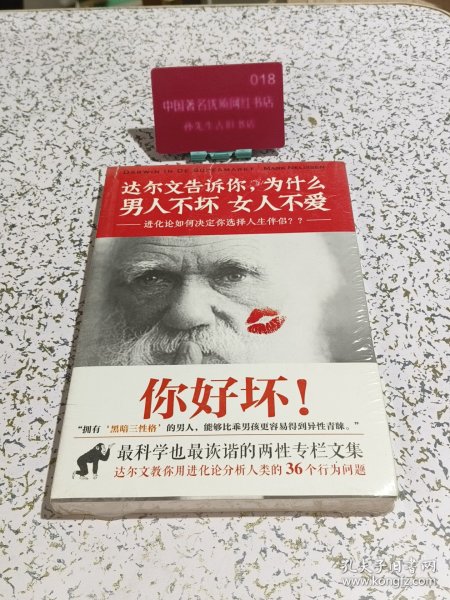 018
中国著名优质网红书店
孙先生古旧书店
DARWIN IN DE SUPERMARKT MARK NELISSEN
达尔文告诉你，为什么
男人不坏 女人不爱
进化论如何决定你选择人生伴侣？？
你好坏！
“拥有‘黑暗三性格’的男人，能够比乖男孩更容易得到异性青睐。”
最科学也最诙谐的两性专栏文集
达尔文教你用进化论分析人类的36个行为问题
孔夫子旧书网
www.kongfz.com